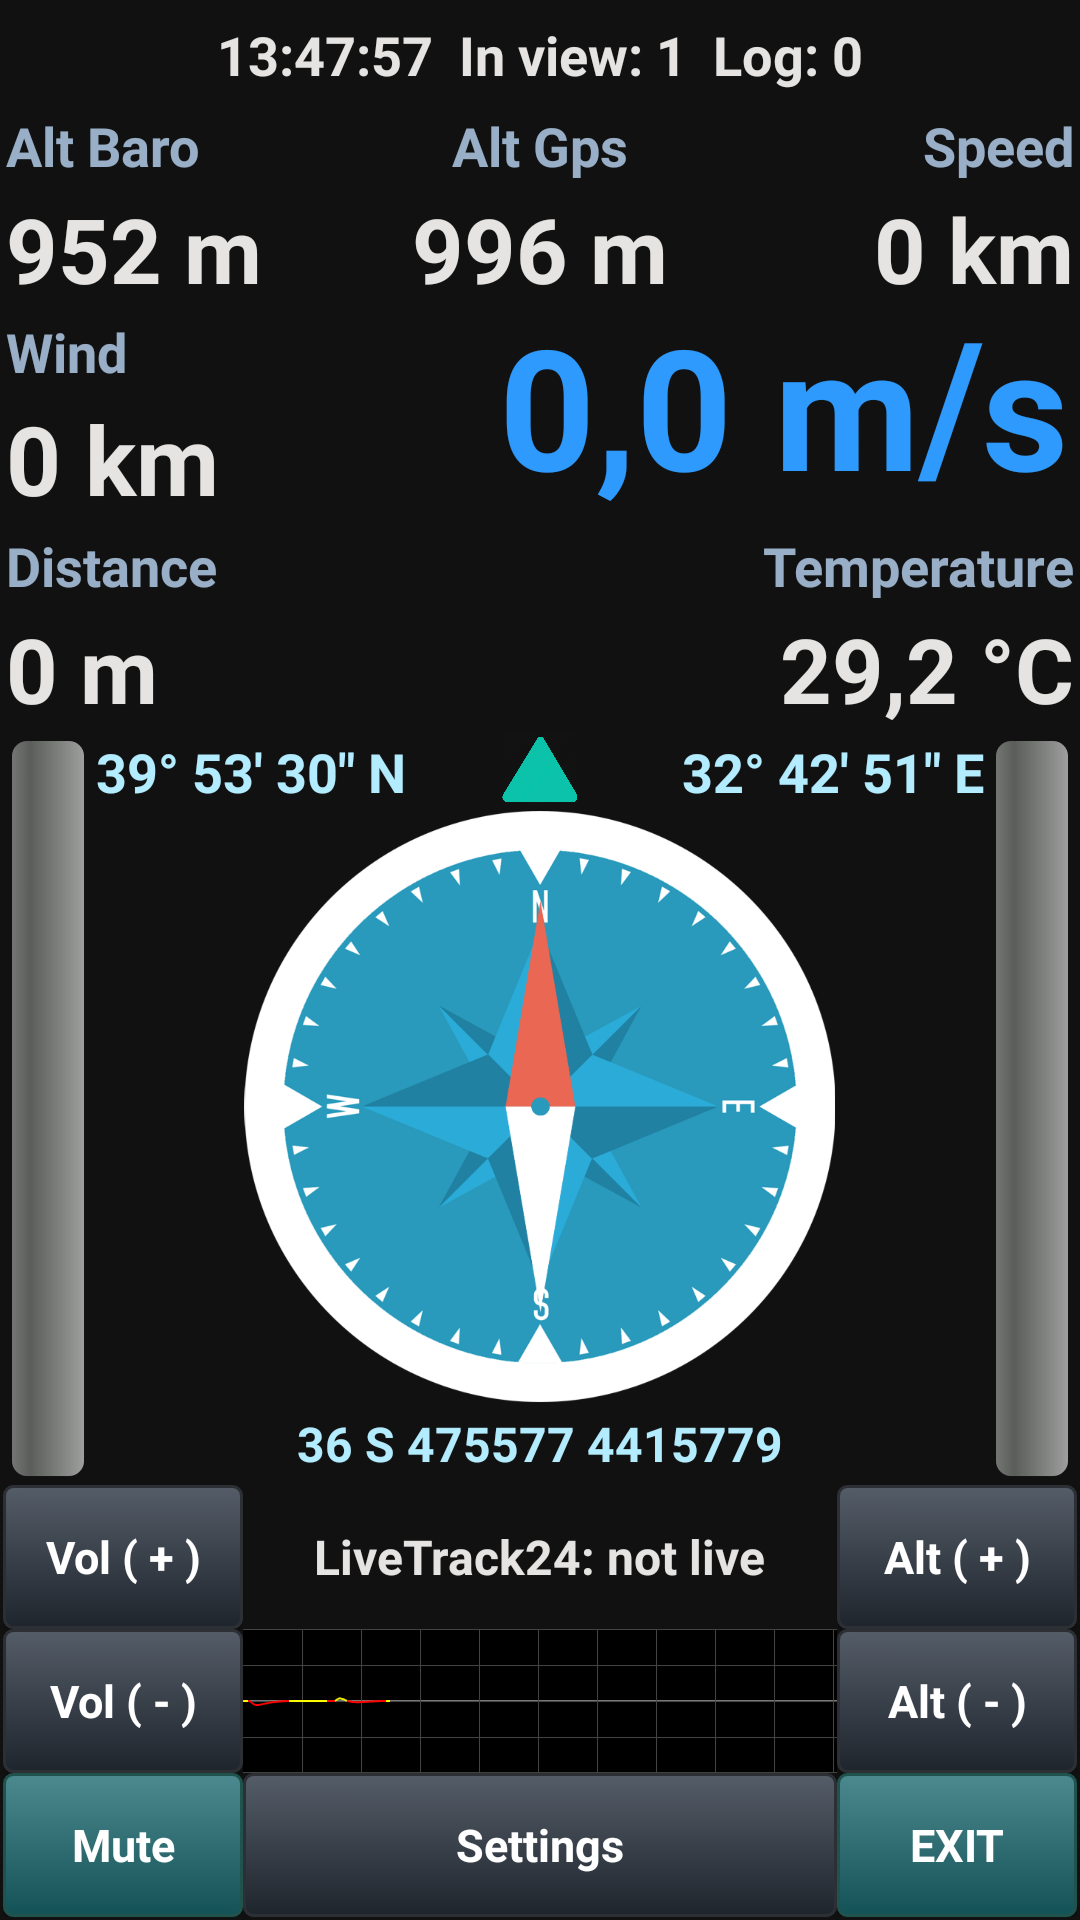 13:47:57 In view: 1 Log: 0
Alt Baro Alt Gps Speed
952 m 996 m 0 km
Wind
0,0 m/s
0 km
Distance Temperature
0 m 29,2 °C
39° 53' 30" N 32° 42' 51" E
N
W E
S
36 S 475577 4415779
Vol ( + ) LiveTrack24: not live Alt ( + )
Vol ( - ) Alt ( - )
Mute Settings EXIT